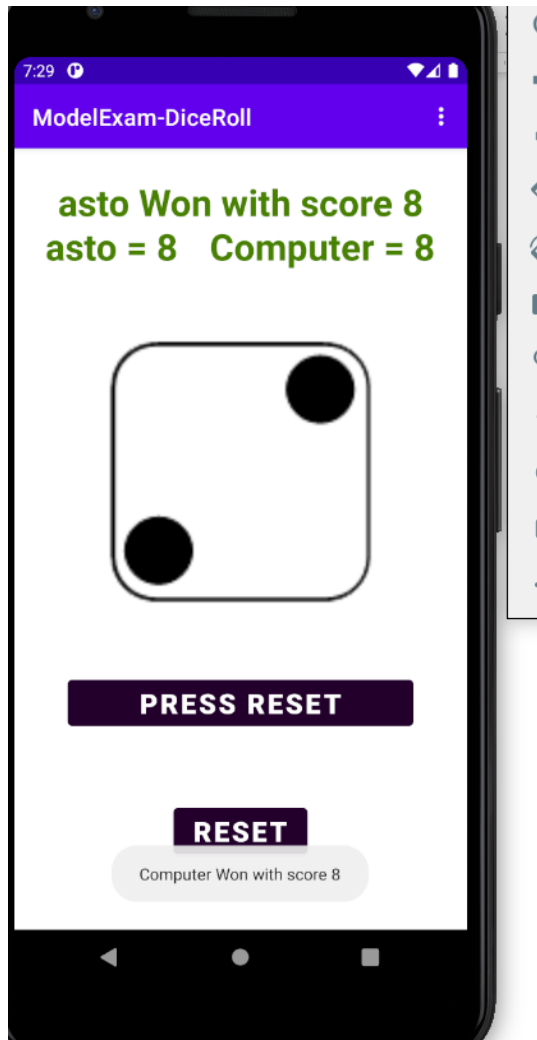 7:29
ModelExam-DiceRoll
asto Won with score 8
asto = 8 Computer = 8
PRESS RESET
RESET
Computer Won with score 8